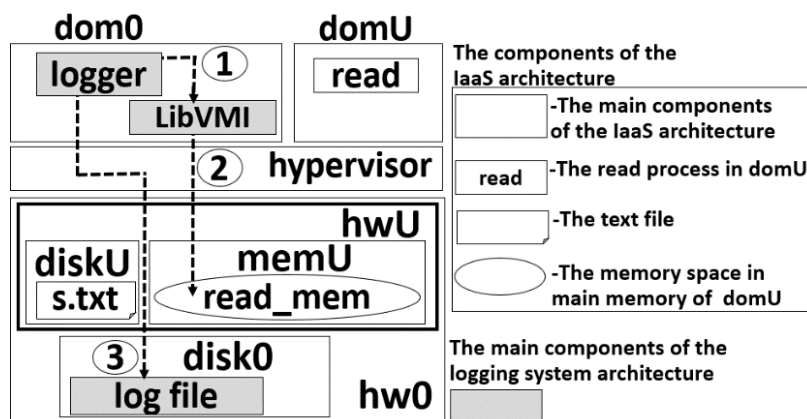 dom0
domU
logger
1
LibVMI
read
2
hypervisor
hwU
diskU
s.txt
memU
read_mem
3
disk0
log file
hw0
The components of the
IaaS architecture
-The main components
of the IaaS architecture
read
-The read process in domU
-The text file
-The memory space in
main memory of domU
The main components of the
logging system architecture